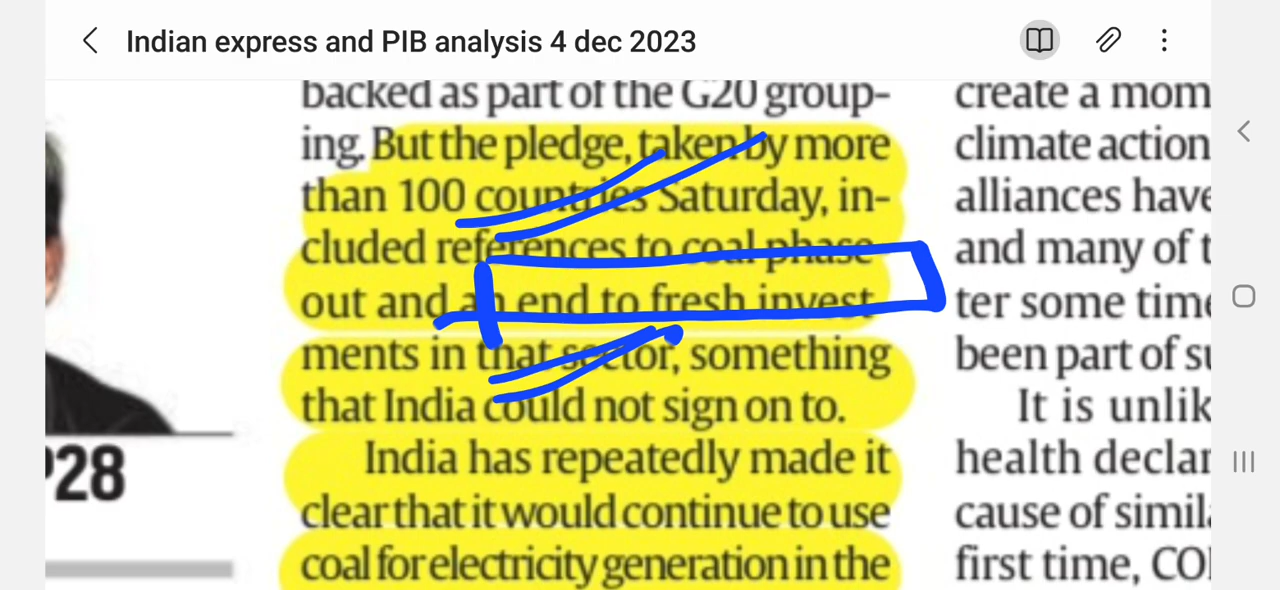 Indian express and PIB analysis 4 dec 2023
backed as part of the G20 group-
ing. But the pledge, taken by more
than 100 countries Saturday, in-
cluded references to coal phase
out and an end to fresh invest
ments in that sector, something
that India could not sign on to.
India has repeatedly made it
clear that it would continue to use
coal for electricity generation in the
28
create a mom
climate action
alliances have
and many of t
ter some time
been part of su
It is unlik
health declar
cause of simila
first time, CO